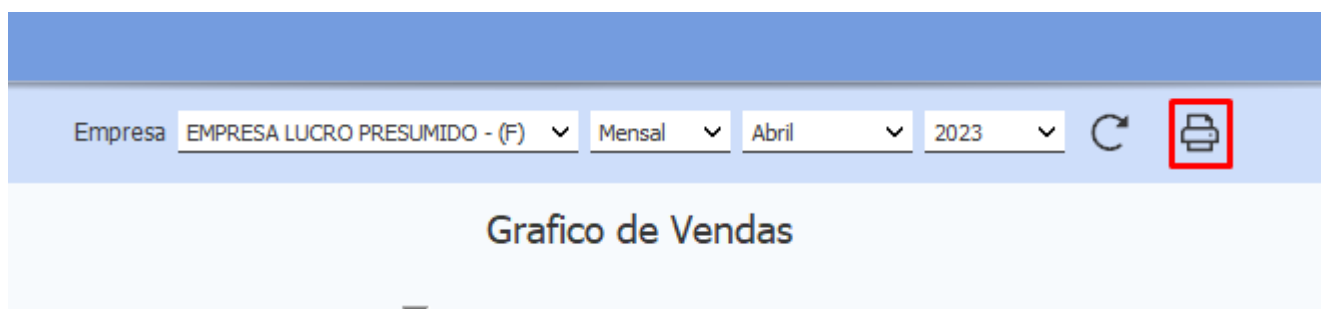 Empresa EMPRESA LUCRO PRESUMIDO - (F) Mensal Abril 2023
Grafico de Vendas